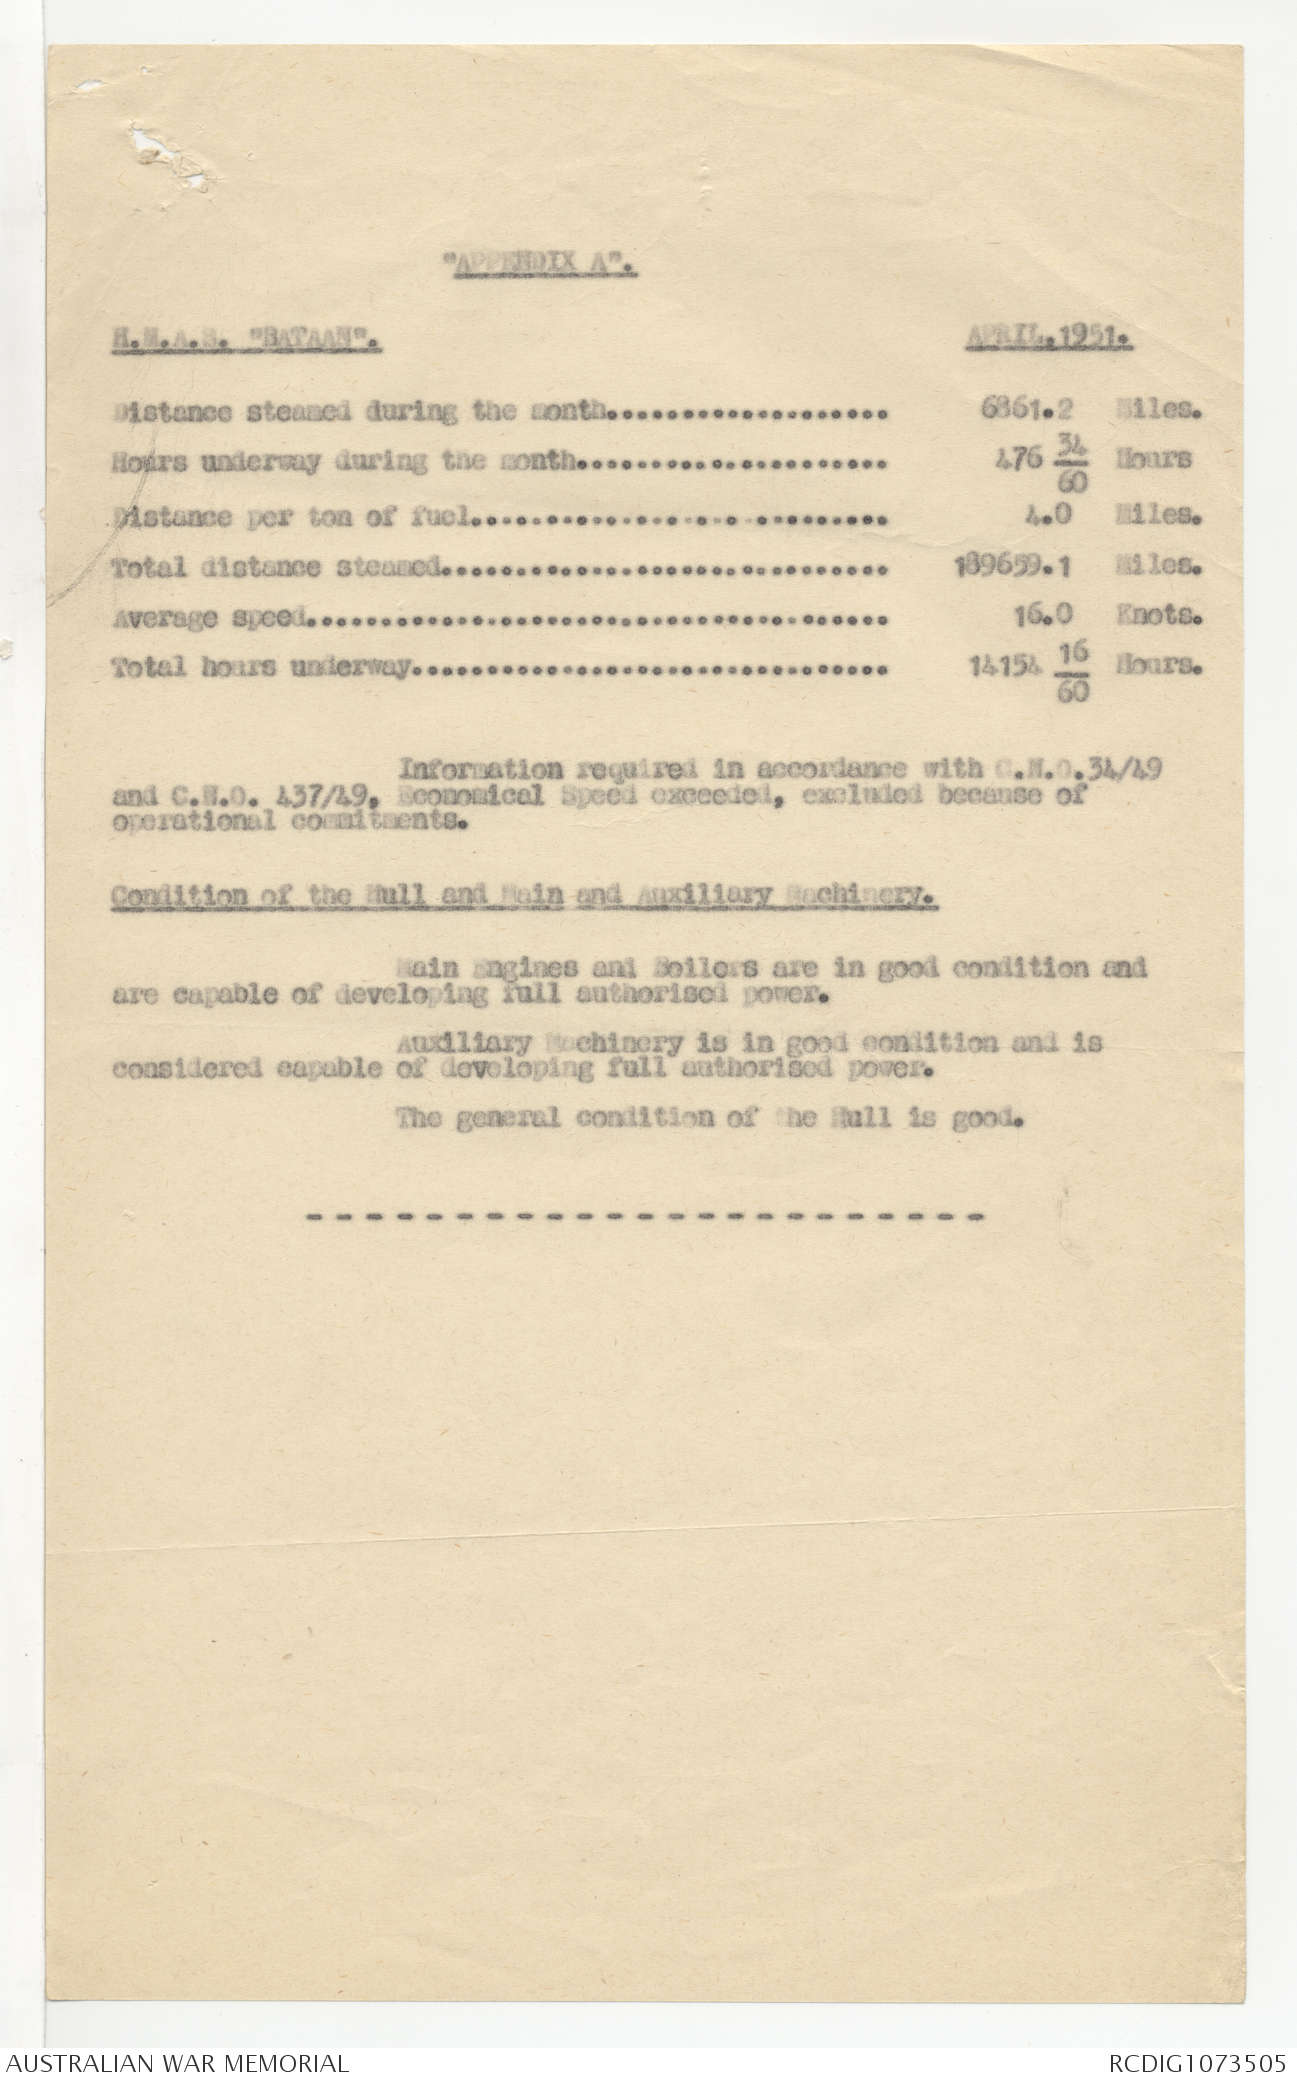 "APPENDIX A".
H.M.A.S. "BATAAN". APRIL.1951.
Distance steamed during the month................... 6861.2 Miles.
Hours underway during the month..................... 476 34/60 Hours
Distance per ton of fuel............................ 4.0 Miles.
Total distance steamed.............................. 189659.1 Miles.
Average speed....................................... 16.0 Knots.
Total hours underway................................ 14154 16/60 Hours.
Information required in accordance with C.N.O.34/49
and C.N.O. 437/49, Economical Speed exceeded, excluded because of
operational commitments.
Condition of the Hull and Main and Auxiliary Machinery.
Main Engines and Boilers are in good condition and
are capable of developing full authorised power.
Auxiliary Machinery is in good condition and is
considered capable of developing full authorised power.
The general condition of the Hull is good.
- - - - - - - - - - - - - - - - - - - - - - -
AUSTRALIAN WAR MEMORIAL RCDIG1073505